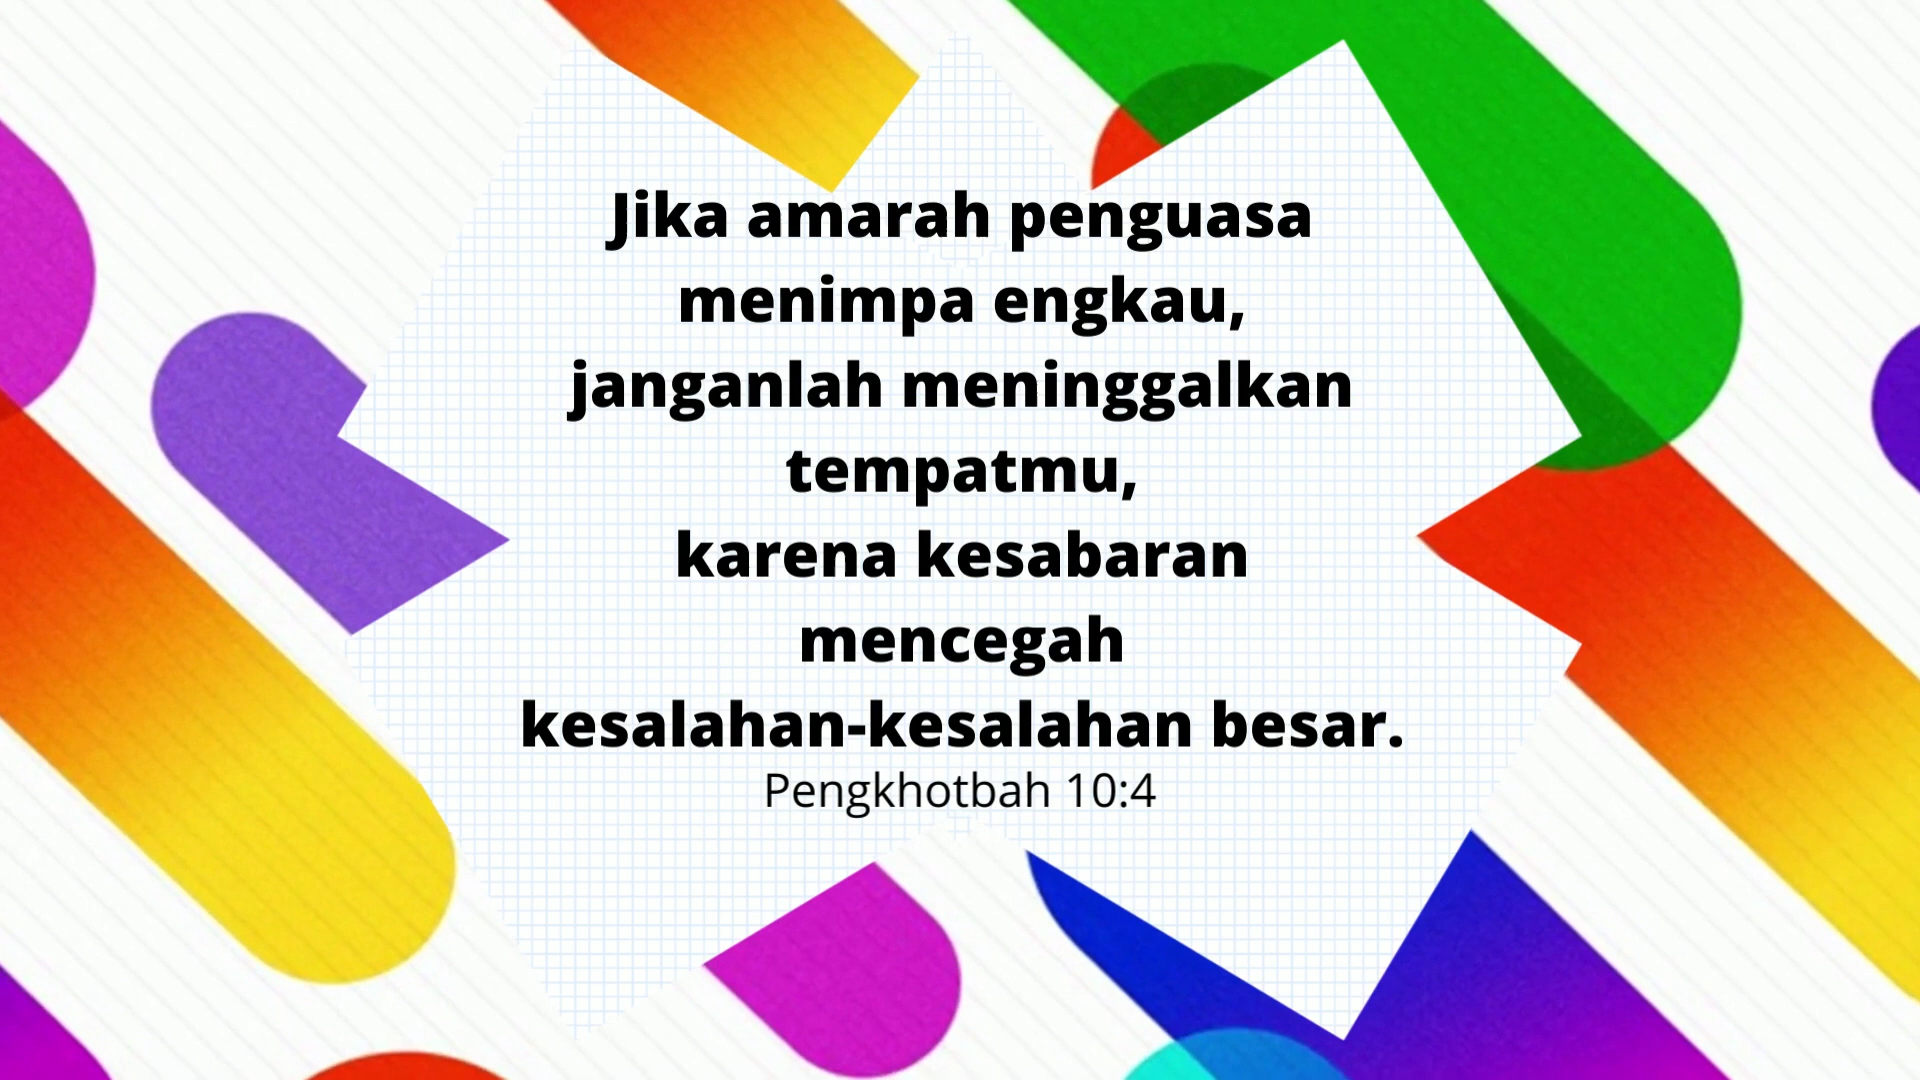 Jika amarah penguasa
menimpa engkau,
janganlah meninggalkan
tempatmu,
karena kesabaran
mencegah
kesalahan-kesalahan besar.
Pengkhotbah 10:4